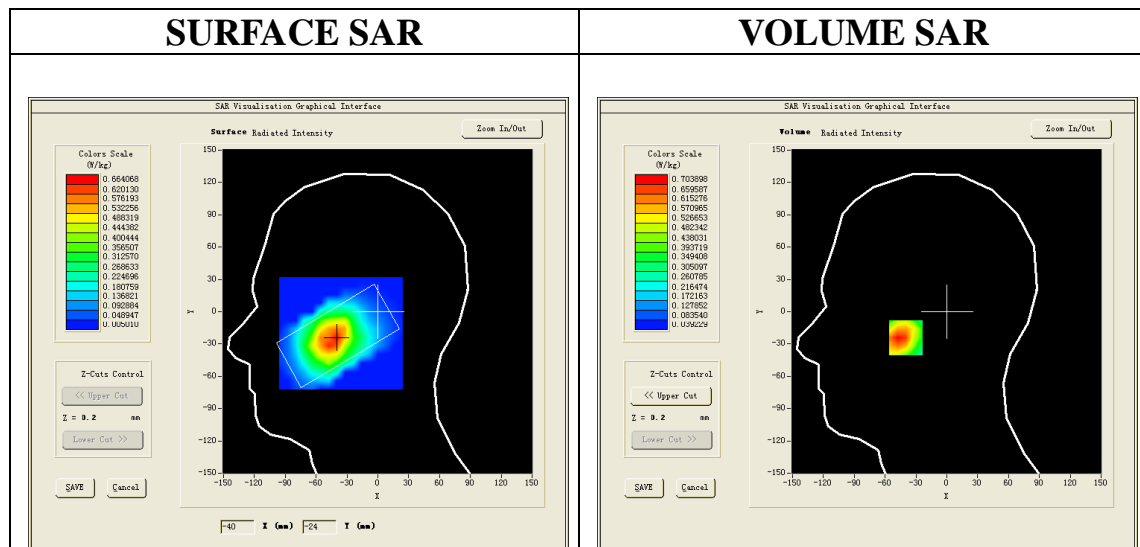 SURFACE SAR
VOLUME SAR
SAR Visualisation Graphical Interface
Surface Radiated Intensity
Zoom In/Out
Colors Scale
(W/kg)
0.664068
0.620130
0.576193
0.532256
0.488319
0.444382
0.400444
0.356507
0.312570
0.268633
0.224696
0.180759
0.136821
0.092884
0.048947
0.005010
Z-Cuts Control
<< Upper Cut
Z = 0.2 mm
Lower Cut >>
SAVE Cancel
150
120
90
60
30
0
-30
-60
-90
-120
-150
Y
-150 -120 -90 -60 -30 0 30 60 90 120 150
X
-40 X (mm) -24 Y (mm)
SAR Visualisation Graphical Interface
Volume Radiated Intensity
Zoom In/Out
Colors Scale
(W/kg)
0.703898
0.659587
0.615276
0.570965
0.526653
0.482342
0.438031
0.393719
0.349408
0.305097
0.260785
0.216474
0.172163
0.127852
0.083540
0.039229
Z-Cuts Control
<< Upper Cut
Z = 0.2 mm
Lower Cut >>
SAVE Cancel
150
120
90
60
30
0
-30
-60
-90
-120
-150
Y
-150 -120 -90 -60 -30 0 30 60 90 120 150
X